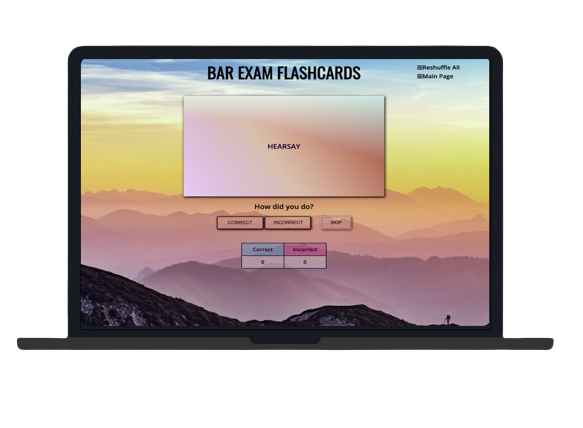 BAR EXAM FLASHCARDS
Reshuffle All
Main Page
HEARSAY
How did you do?
CORRECT INCORRECT SKIP
Correct Incorrect
0 0